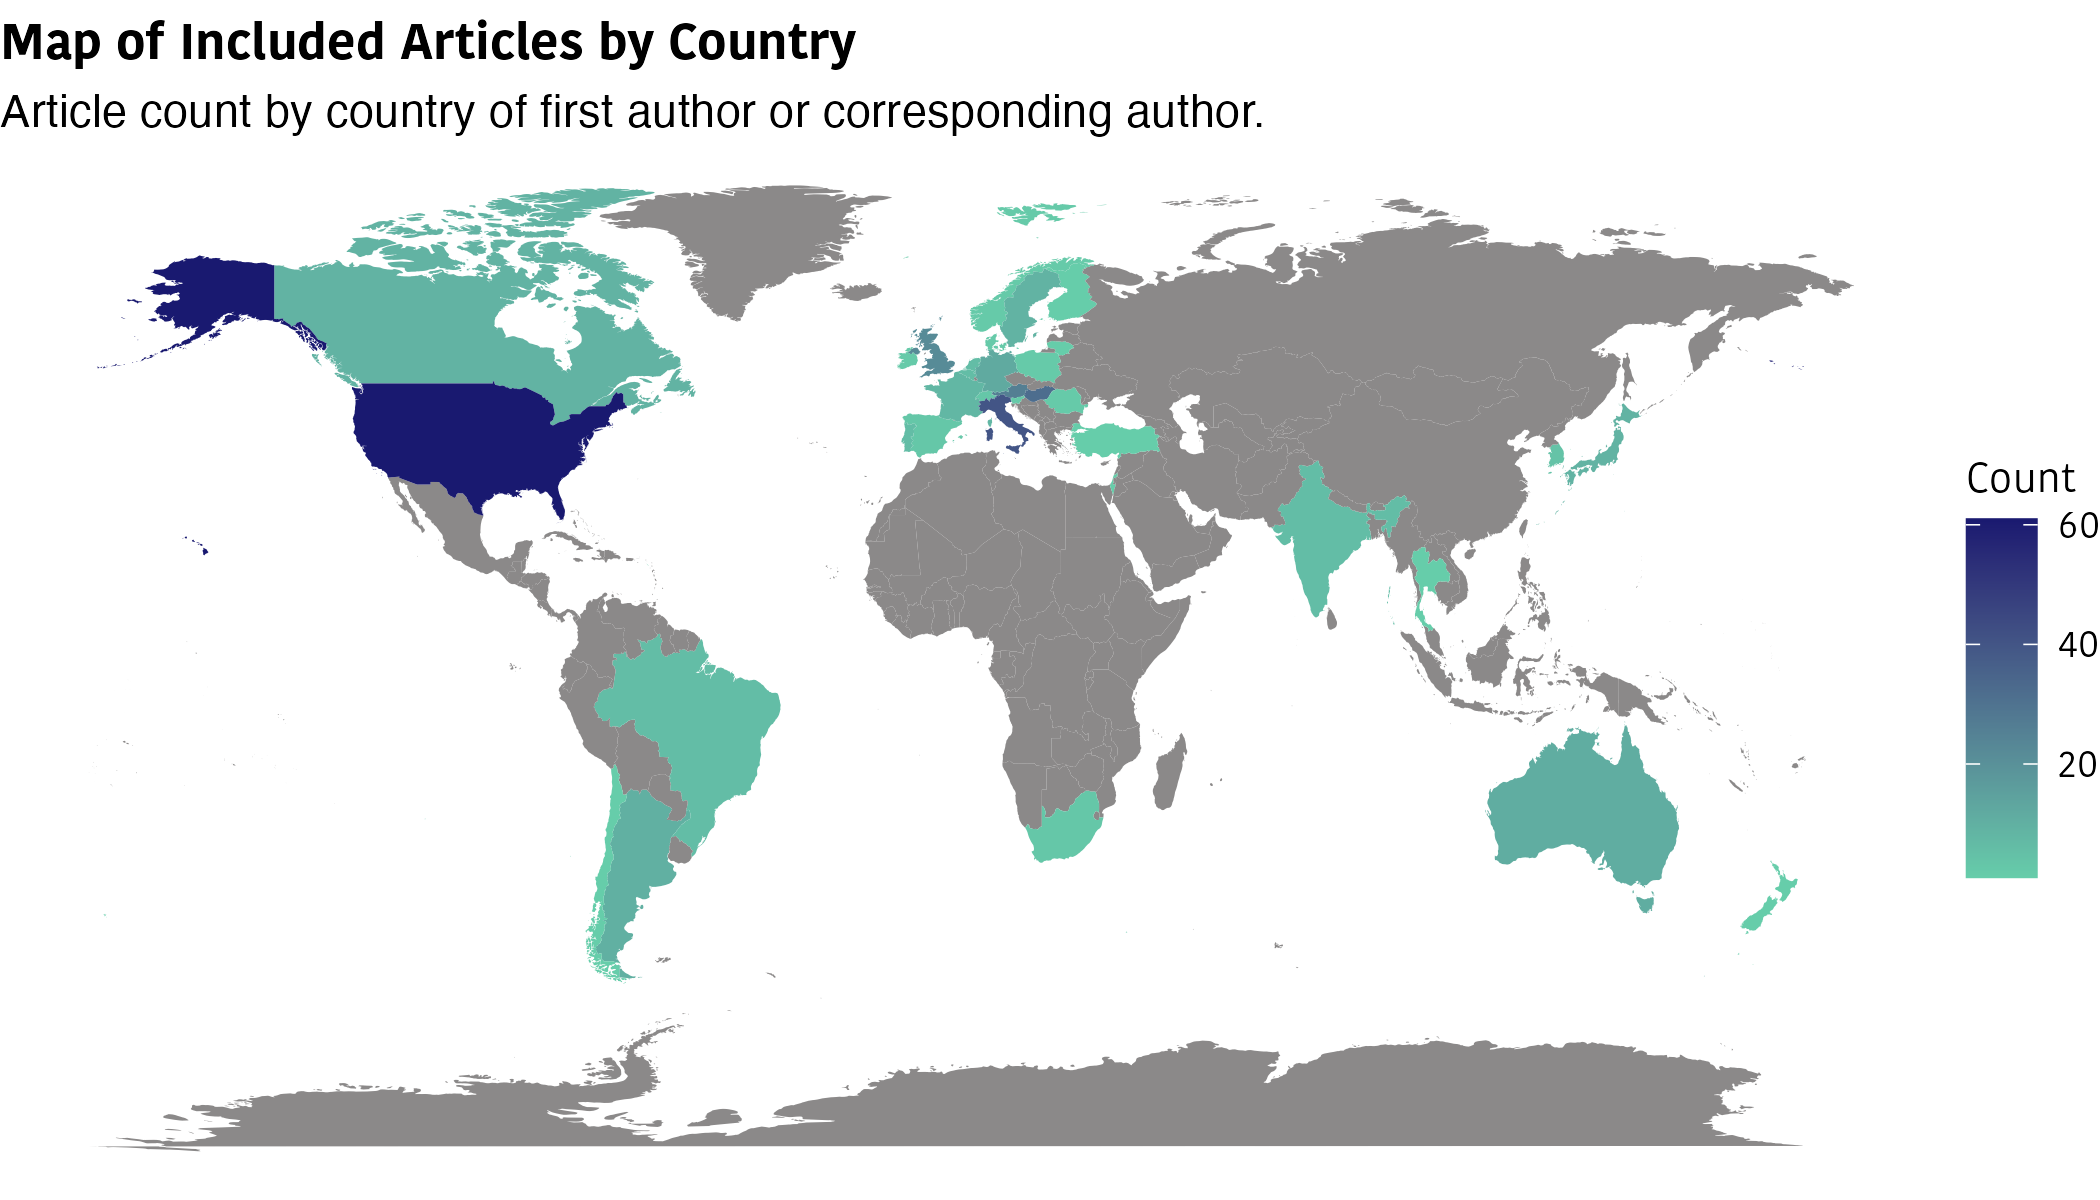 Map of Included Articles by Country
Article count by country of first author or corresponding author.
Count
60
40
20